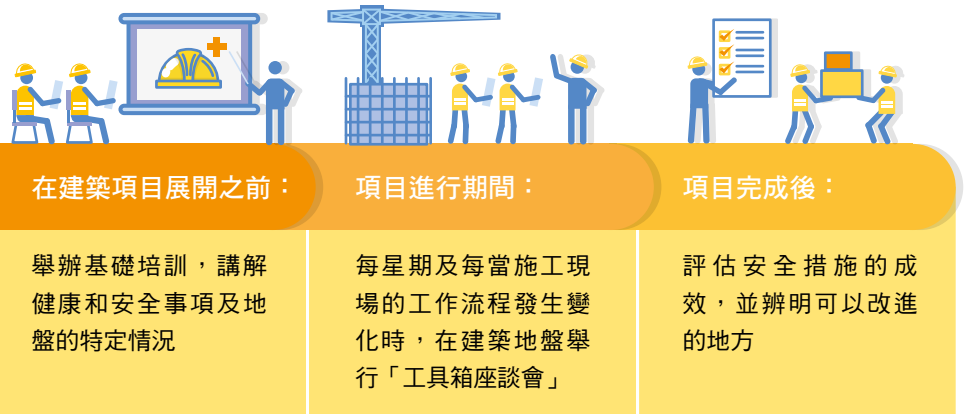 在建築項目展開之前：
舉辦基礎培訓，講解
健康和安全事項及地
盤的特定情況
項目進行期間：
每星期及每當施工現
場的工作流程發生變
化時，在建築地盤舉
行「工具箱座談會」
項目完成後：
評估安全措施的成
效，並辨明可以改進
的地方